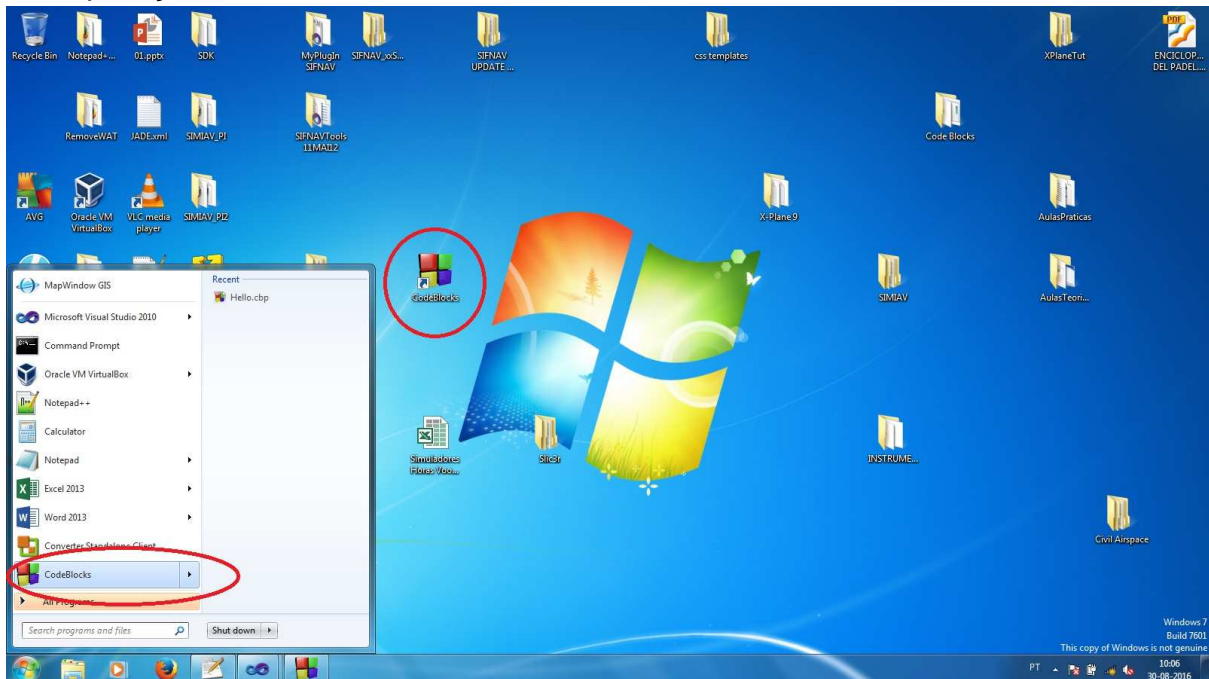 Recycle Bin
Notepad+...
01.pptx
SDK
MyPlugIn
SIFNAV
SIFNAV_xxS...
SIFNAV
UPDATE ...
css templates
XPlaneTut
PDF
ENCICLOP...
DEL PADEL....
RemoveWAT
JADE.xml
SIMIAV_PI
SIFNAVTools
11MAI12
Code Blocks
AVG
Oracle VM
VirtualBox
VLC media
player
SIMIAV_PI2
X-Plane 9
AulasPraticas
CodeBlocks
SIMIAV
AulasTeori...
MapWindow GIS
Microsoft Visual Studio 2010
Command Prompt
Oracle VM VirtualBox
Notepad++
Calculator
Notepad
Excel 2013
Word 2013
Converter Standalone Client
CodeBlocks
All Programs
Search programs and files
Shut down
Recent
Hello.cbp
Simuladores
Horas Voo...
Slic3r
INSTRUME...
Civil Airspace
Windows 7
Build 7601
This copy of Windows is not genuine
PT
10:06
30-08-2016